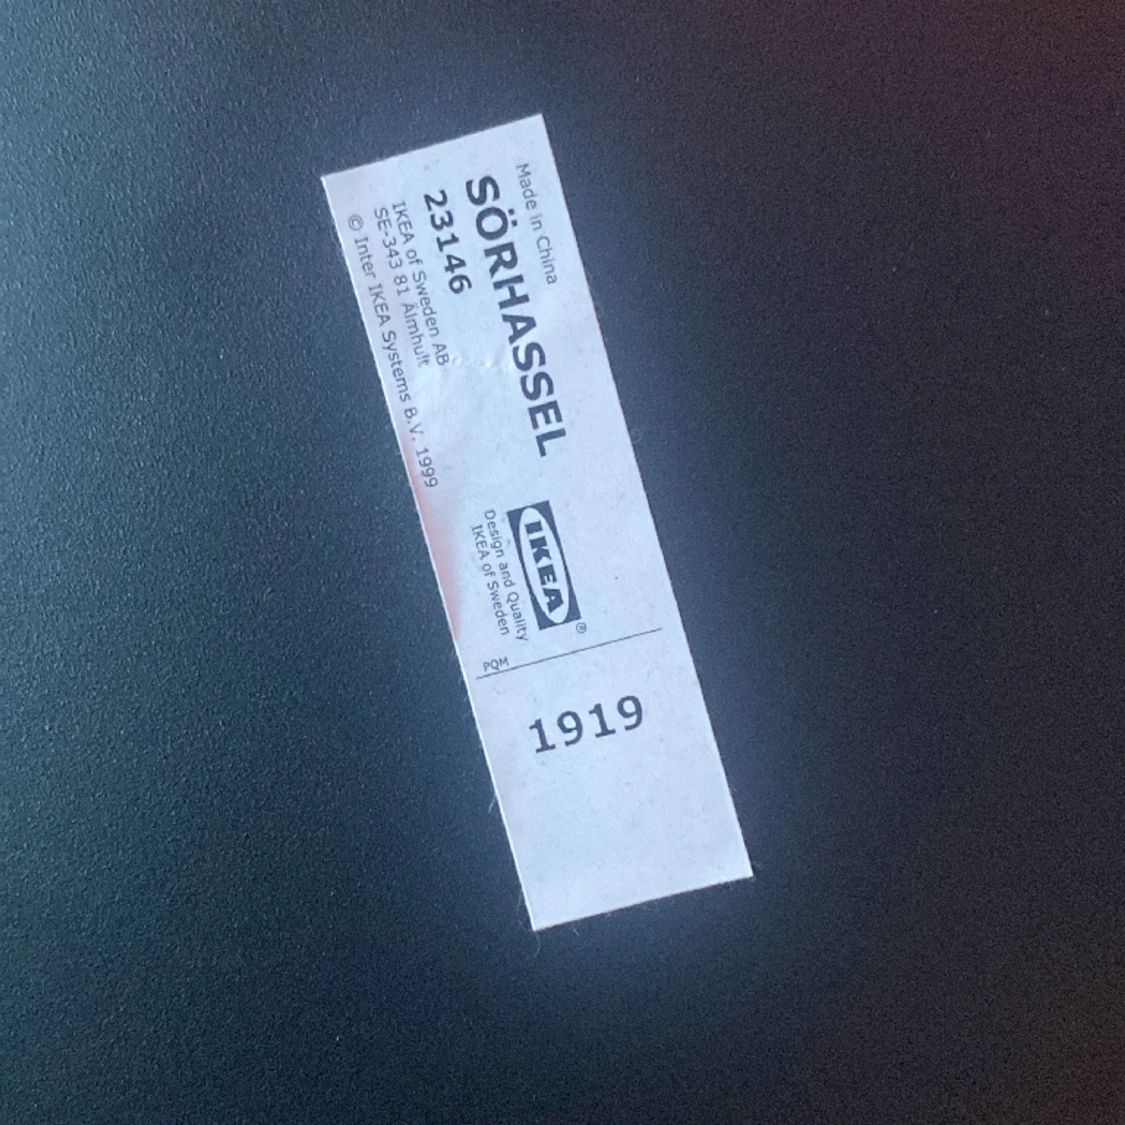 Made in China
SÖRHASSEL
23146
IKEA of Sweden AB
SE-343 81 Älmhult
© Inter IKEA Systems B.V. 1999
IKEA®
Design and Quality
IKEA of Sweden
PQM
1919